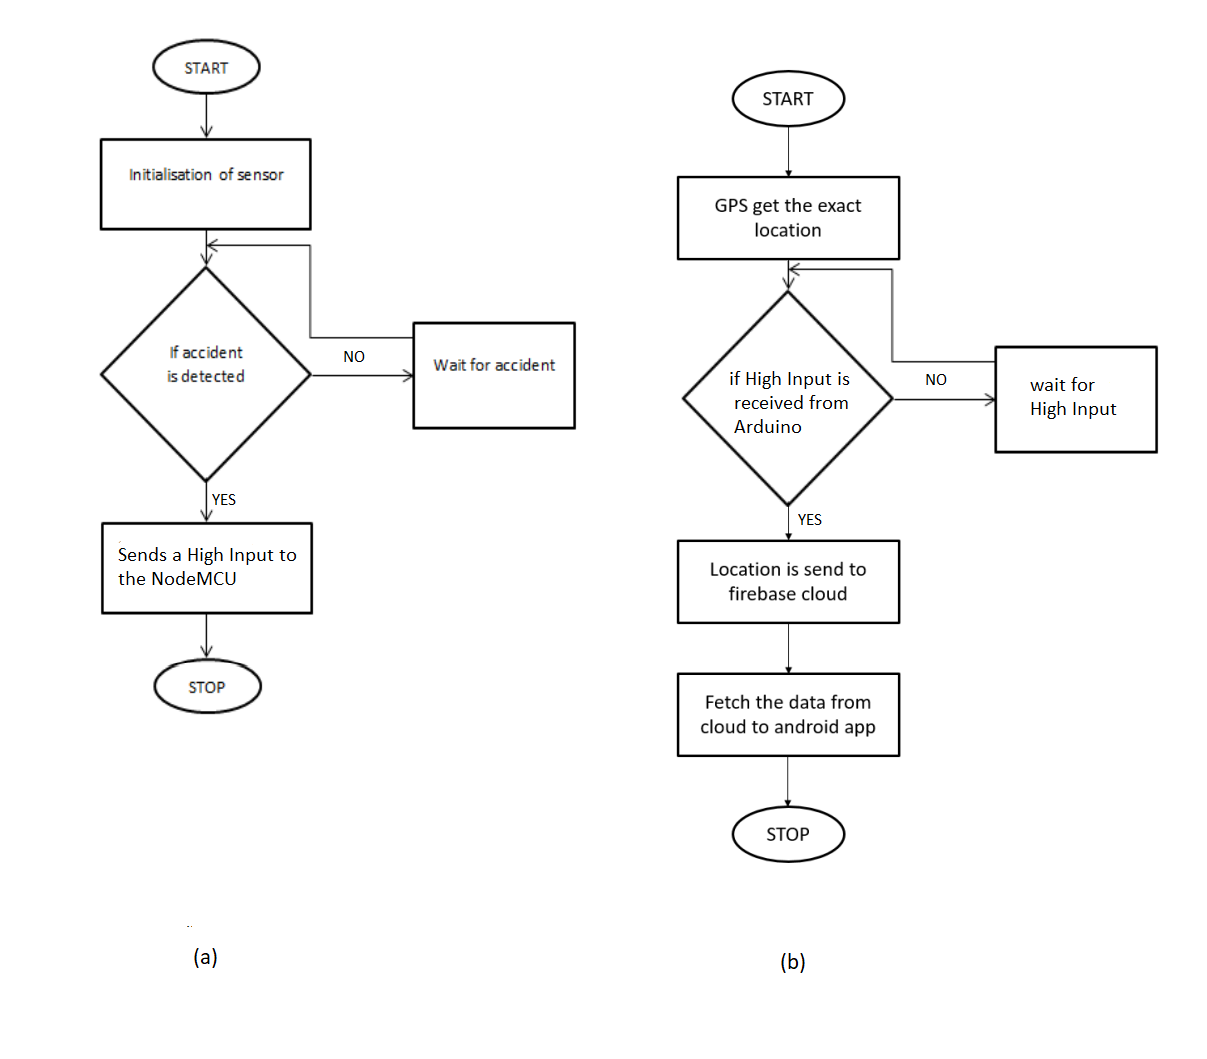 START
Initialisation of sensor
If accident
is detected
NO
Wait for accident
YES
Sends a High Input to
the NodeMCU
STOP
(a)
START
GPS get the exact
location
if High Input is
received from
Arduino
NO
wait for
High Input
YES
Location is send to
firebase cloud
Fetch the data from
cloud to android app
STOP
(b)